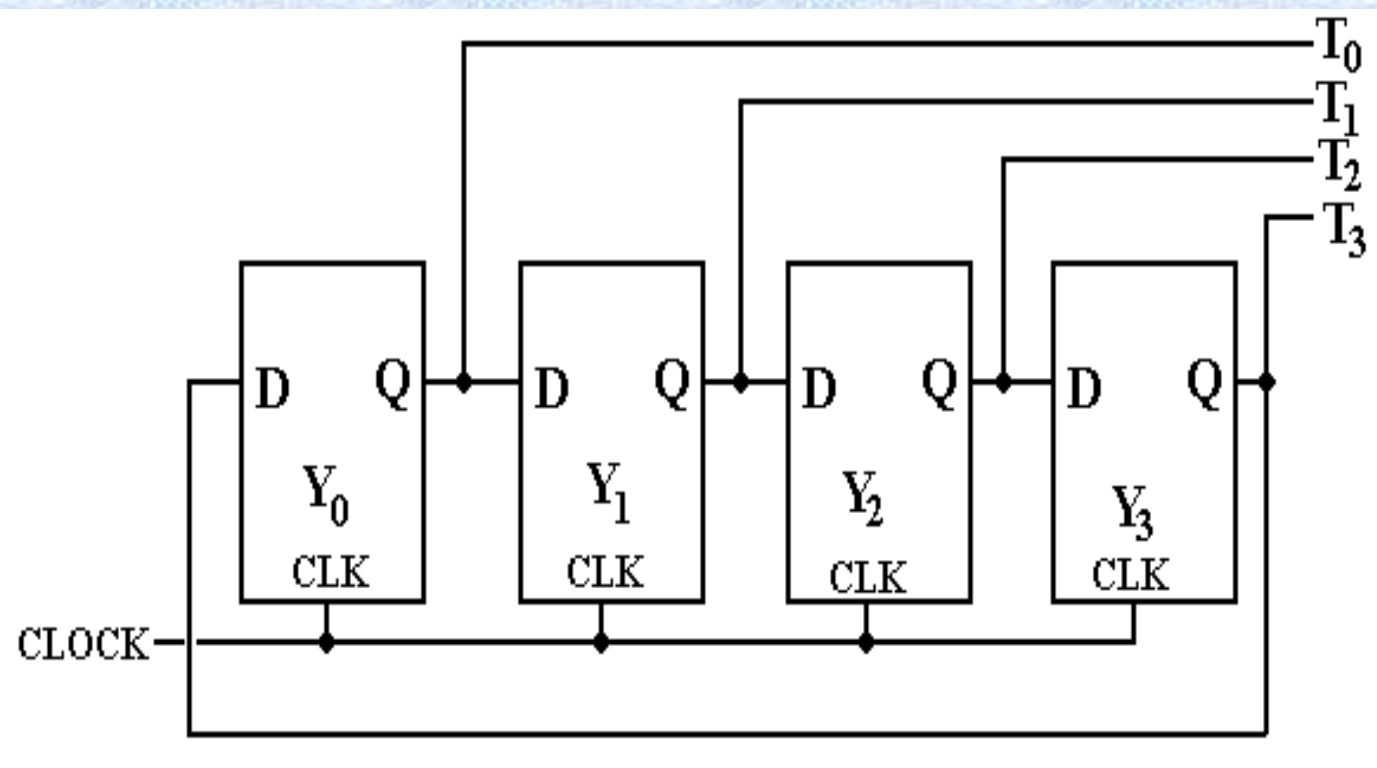 T0
T1
T2
T3
D Q D Q D Q D Q
Y0 Y1 Y2 Y3
CLK CLK CLK CLK
CLOCK